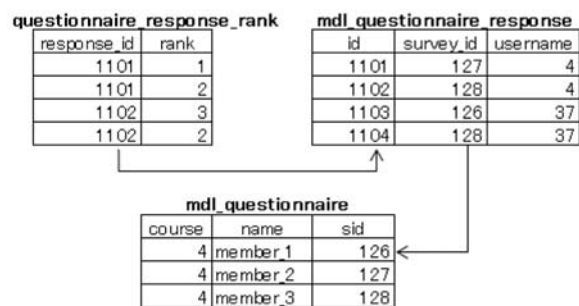 questionnaire_response_rank
response_id rank
1101 1
1101 2
1102 3
1102 2
mdl_questionnaire_response
id survey_id username
1101 127 4
1102 128 4
1103 126 37
1104 128 37
mdl_questionnaire
course name sid
4 member_1 126
4 member_2 127
4 member_3 128